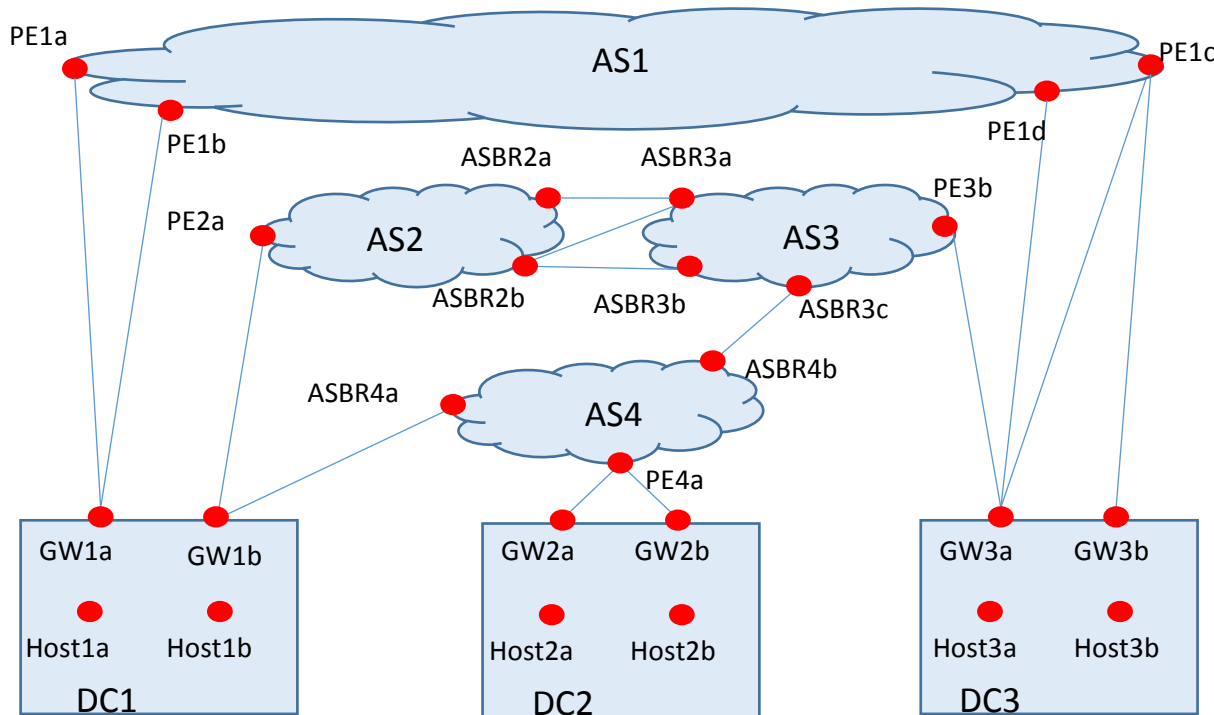 PE1a
AS1
PE1c
PE1b
PE1d
ASBR2a
ASBR3a
PE3b
PE2a
AS2
AS3
ASBR2b
ASBR3b
ASBR3c
ASBR4b
ASBR4a
AS4
PE4a
GW1a
GW1b
GW2a
GW2b
GW3a
GW3b
Host1a
Host1b
Host2a
Host2b
Host3a
Host3b
DC1
DC2
DC3